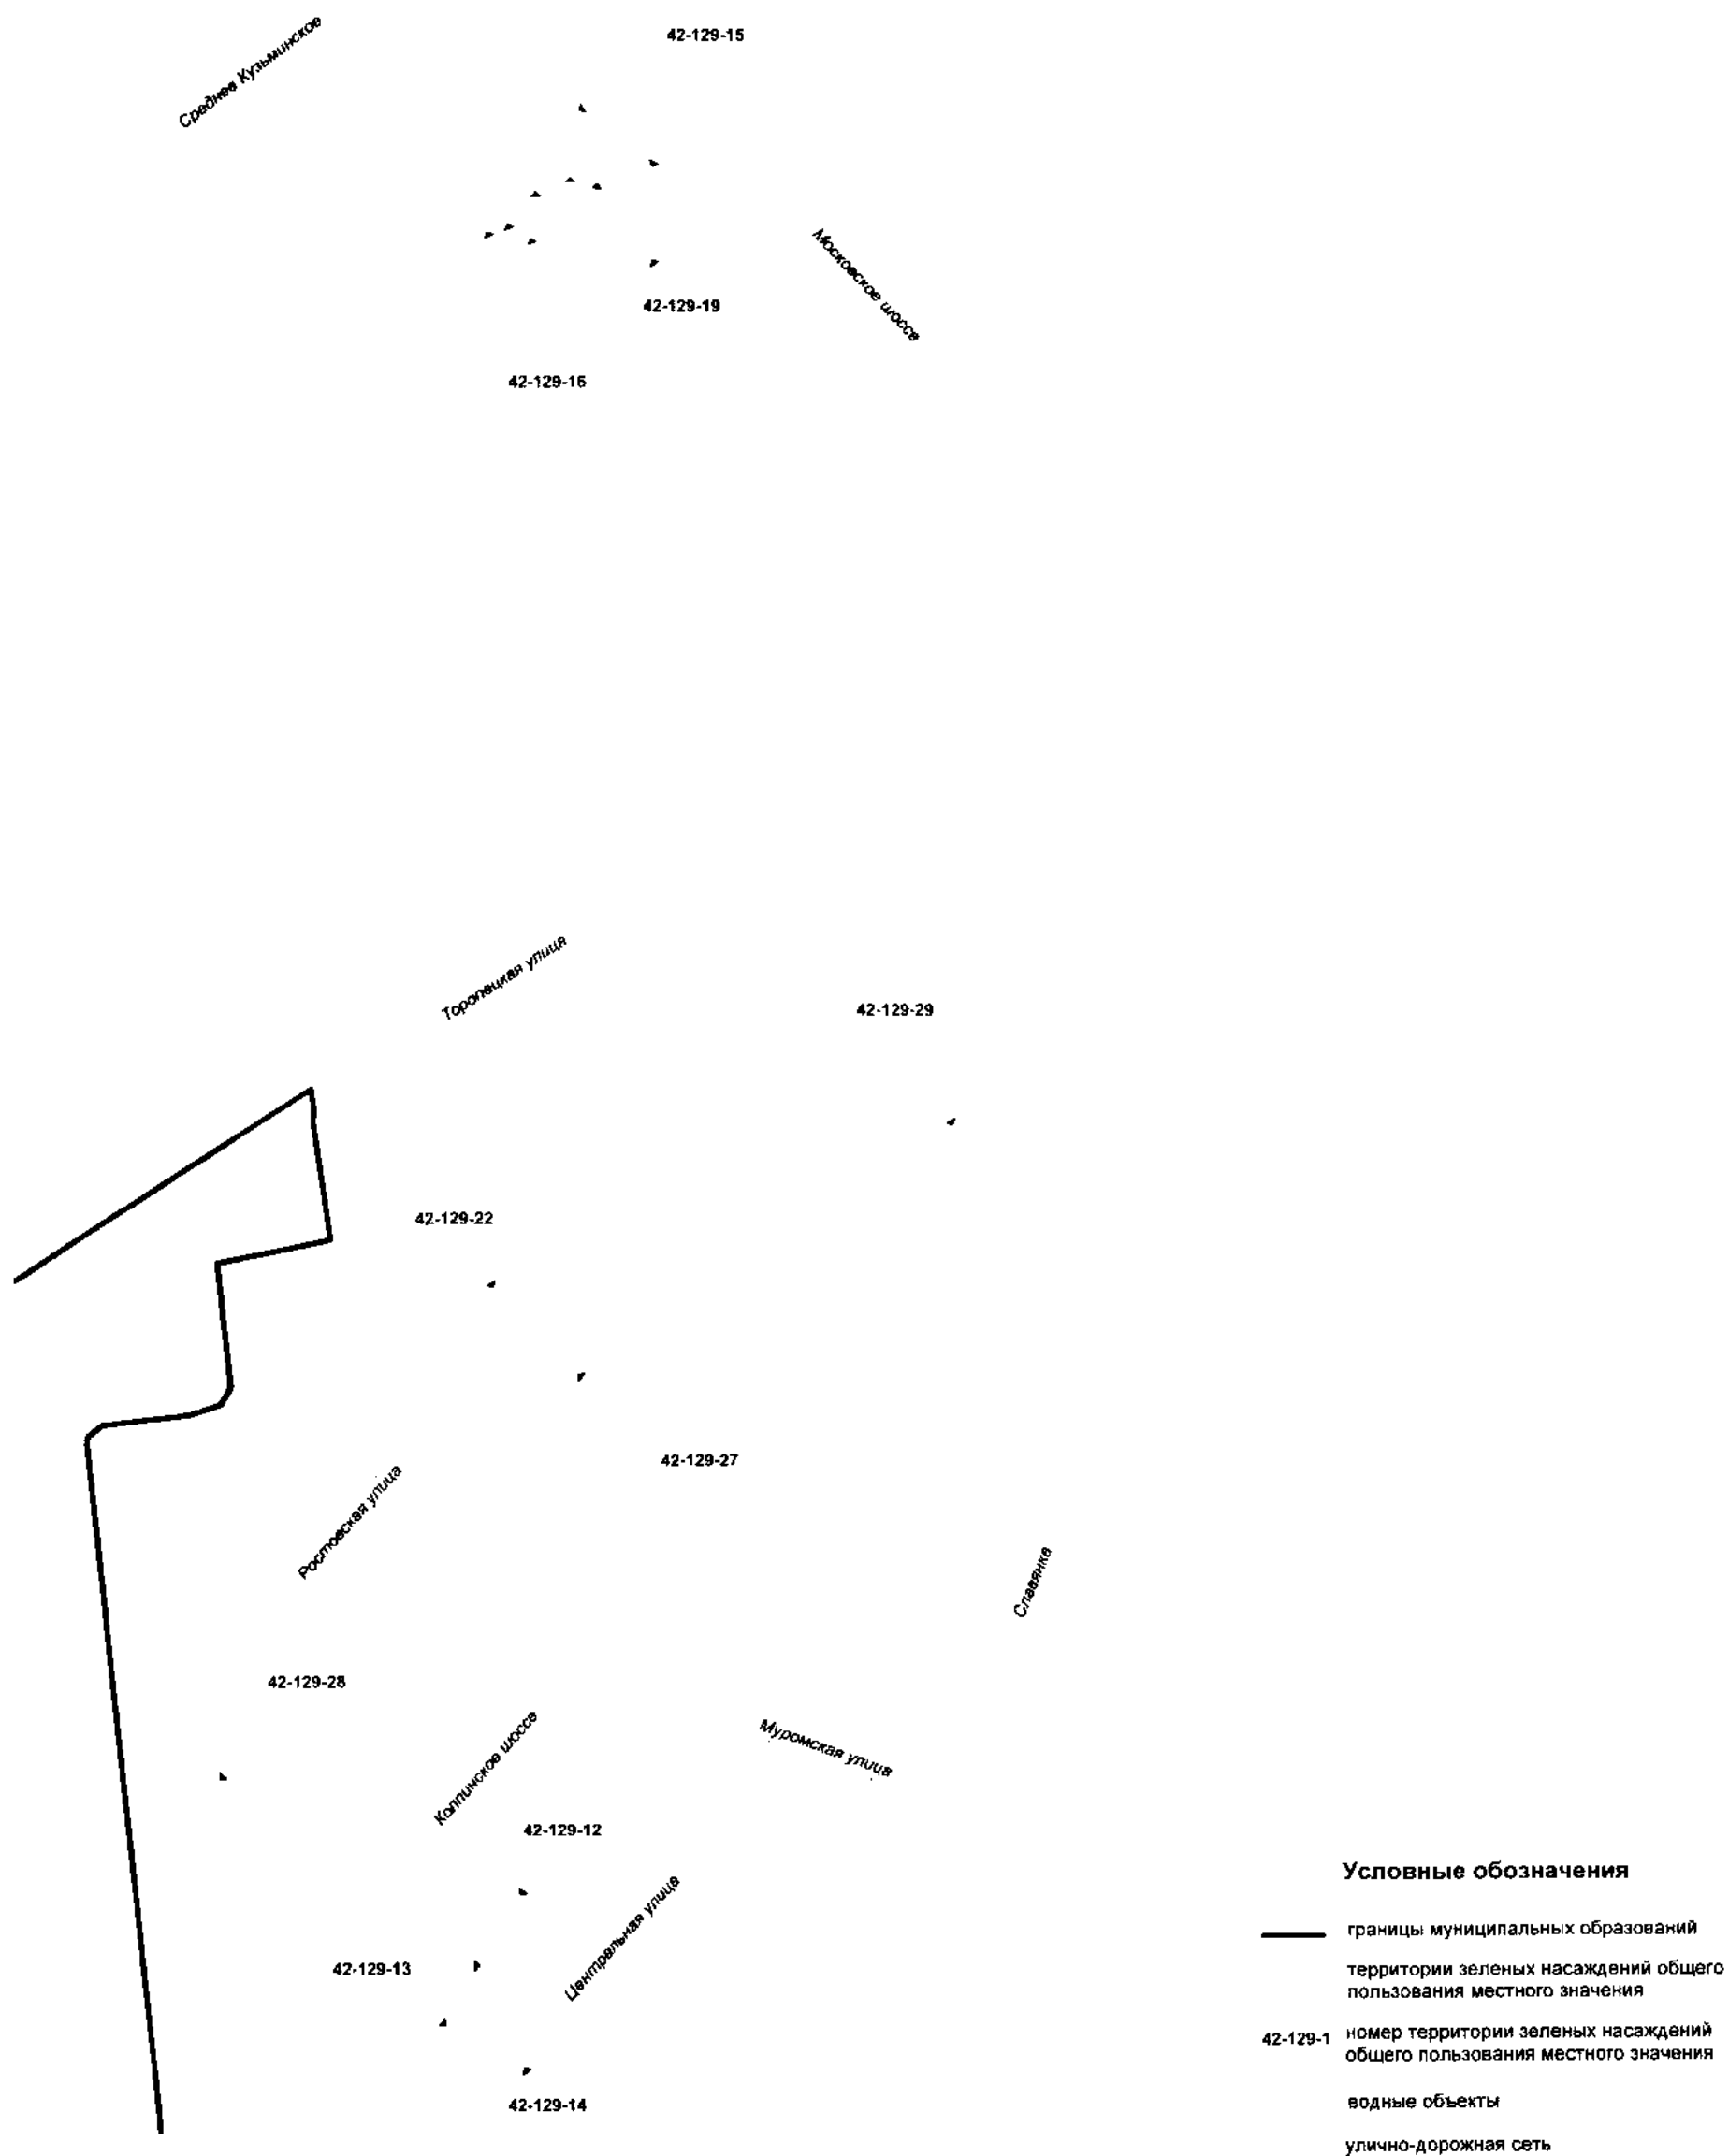 Среднее Кузьминское
42-129-15
Московское шоссе
42-129-19
42-129-16
Торопецкая улица
42-129-29
42-129-22
42-129-27
Ростовская улица
Славянка
42-129-28
Колпинское шоссе
Муромская улица
42-129-12
Центральная улица
42-129-13
42-129-14
Условные обозначения
границы муниципальных образований
территории зеленых насаждений общего
пользования местного значения
42-129-1 номер территории зеленых насаждений
общего пользования местного значения
водные объекты
улично-дорожная сеть